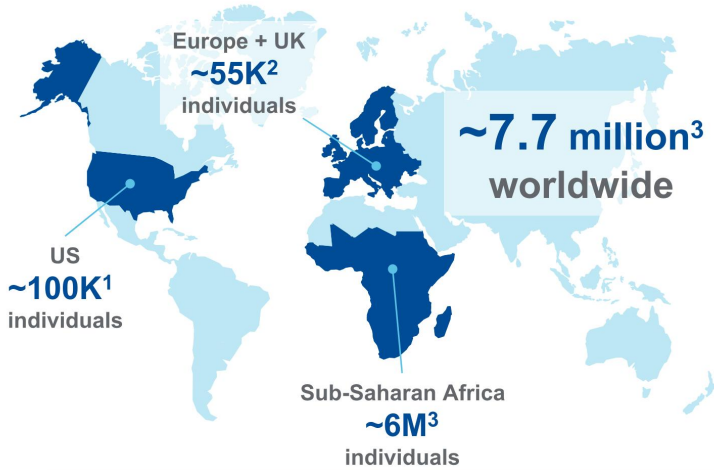 Europe + UK
~55K²
individuals
~7.7 million³
worldwide
US
~100K¹
individuals
Sub-Saharan Africa
~6M³
individuals